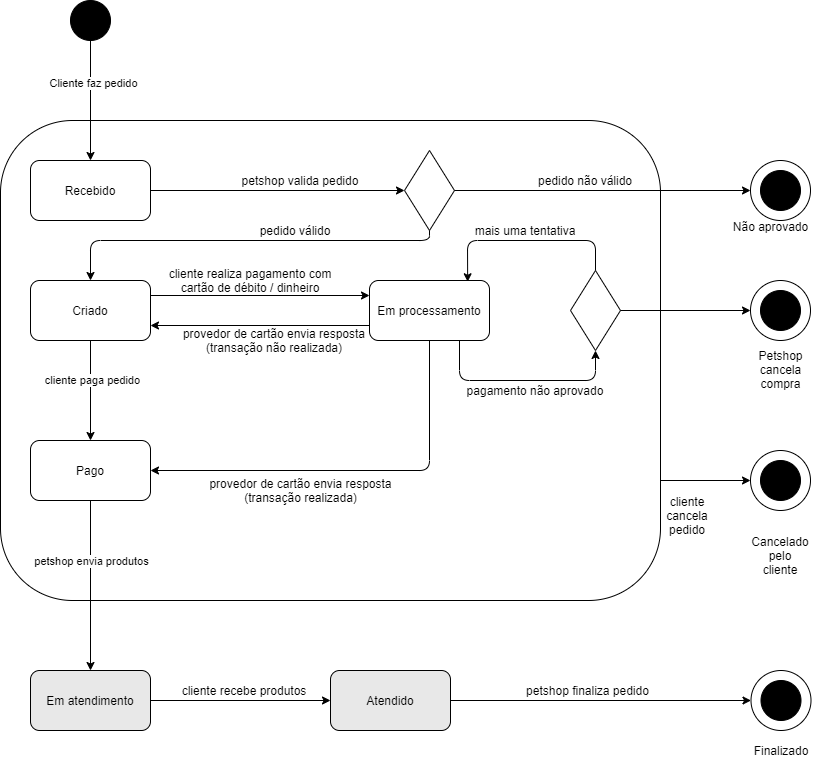 Cliente faz pedido
Recebido
petshop valida pedido
pedido não válido
Não aprovado
pedido válido
mais uma tentativa
Criado
cliente realiza pagamento com
cartão de débito / dinheiro
Em processamento
provedor de cartão envia resposta
(transação não realizada)
Petshop
cancela
compra
cliente paga pedido
pagamento não aprovado
Pago
provedor de cartão envia resposta
(transação realizada)
cliente
cancela
pedido
Cancelado
pelo
cliente
petshop envia produtos
Em atendimento
cliente recebe produtos
Atendido
petshop finaliza pedido
Finalizado